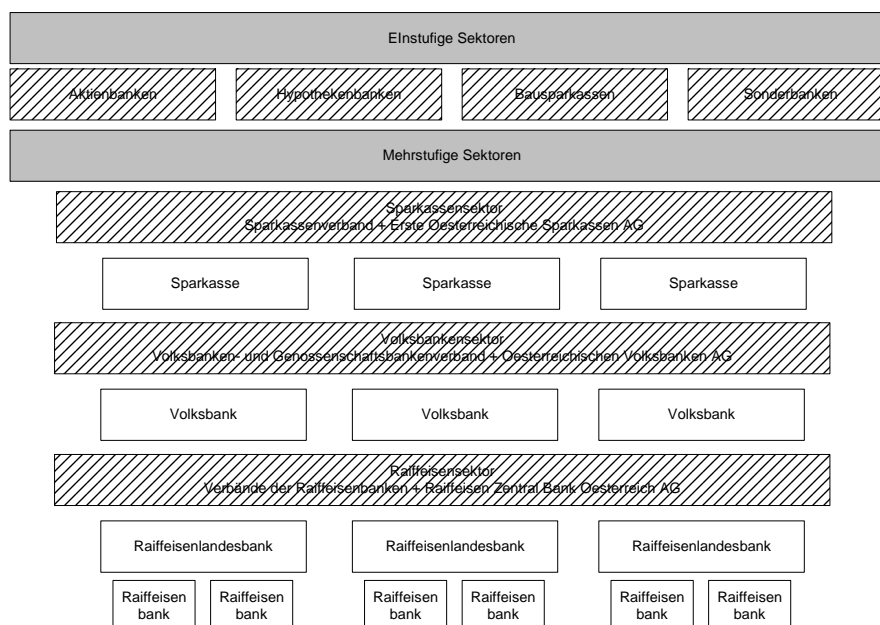 EInstufige Sektoren
Aktienbanken
Hypothekenbanken
Bausparkassen
Sonderbanken
Mehrstufige Sektoren
Sparkassensektor
Sparkassenverband + Erste Oesterreichische Sparkassen AG
Sparkasse
Sparkasse
Sparkasse
Volksbankensektor
Volksbanken- und Genossenschaftsbankenverband + Oesterreichischen Volksbanken AG
Volksbank
Volksbank
Volksbank
Raiffeisensektor
Verbände der Raiffeisenbanken + Raiffeisen Zentral Bank Oesterreich AG
Raiffeisenlandesbank
Raiffeisenlandesbank
Raiffeisenlandesbank
Raiffeisen
bank
Raiffeisen
bank
Raiffeisen
bank
Raiffeisen
bank
Raiffeisen
bank
Raiffeisen
bank